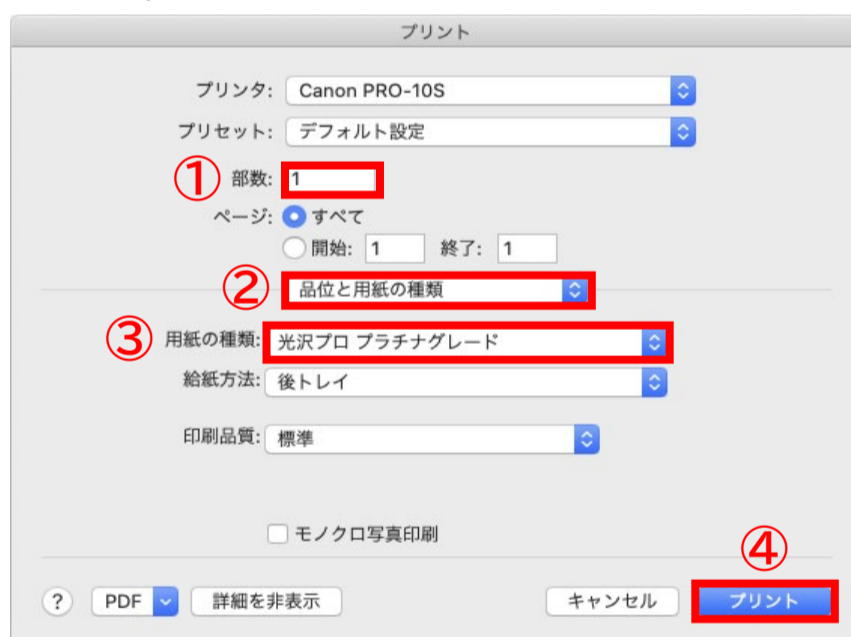 プリント
プリンタ: Canon PRO-10S
プリセット: デフォルト設定
① 部数: 1
ページ: すべて
開始: 1 終了: 1
② 品位と用紙の種類
③ 用紙の種類: 光沢プロ プラチナグレード
給紙方法: 後トレイ
印刷品質: 標準
モノクロ写真印刷
④
? PDF 詳細を非表示 キャンセル プリント